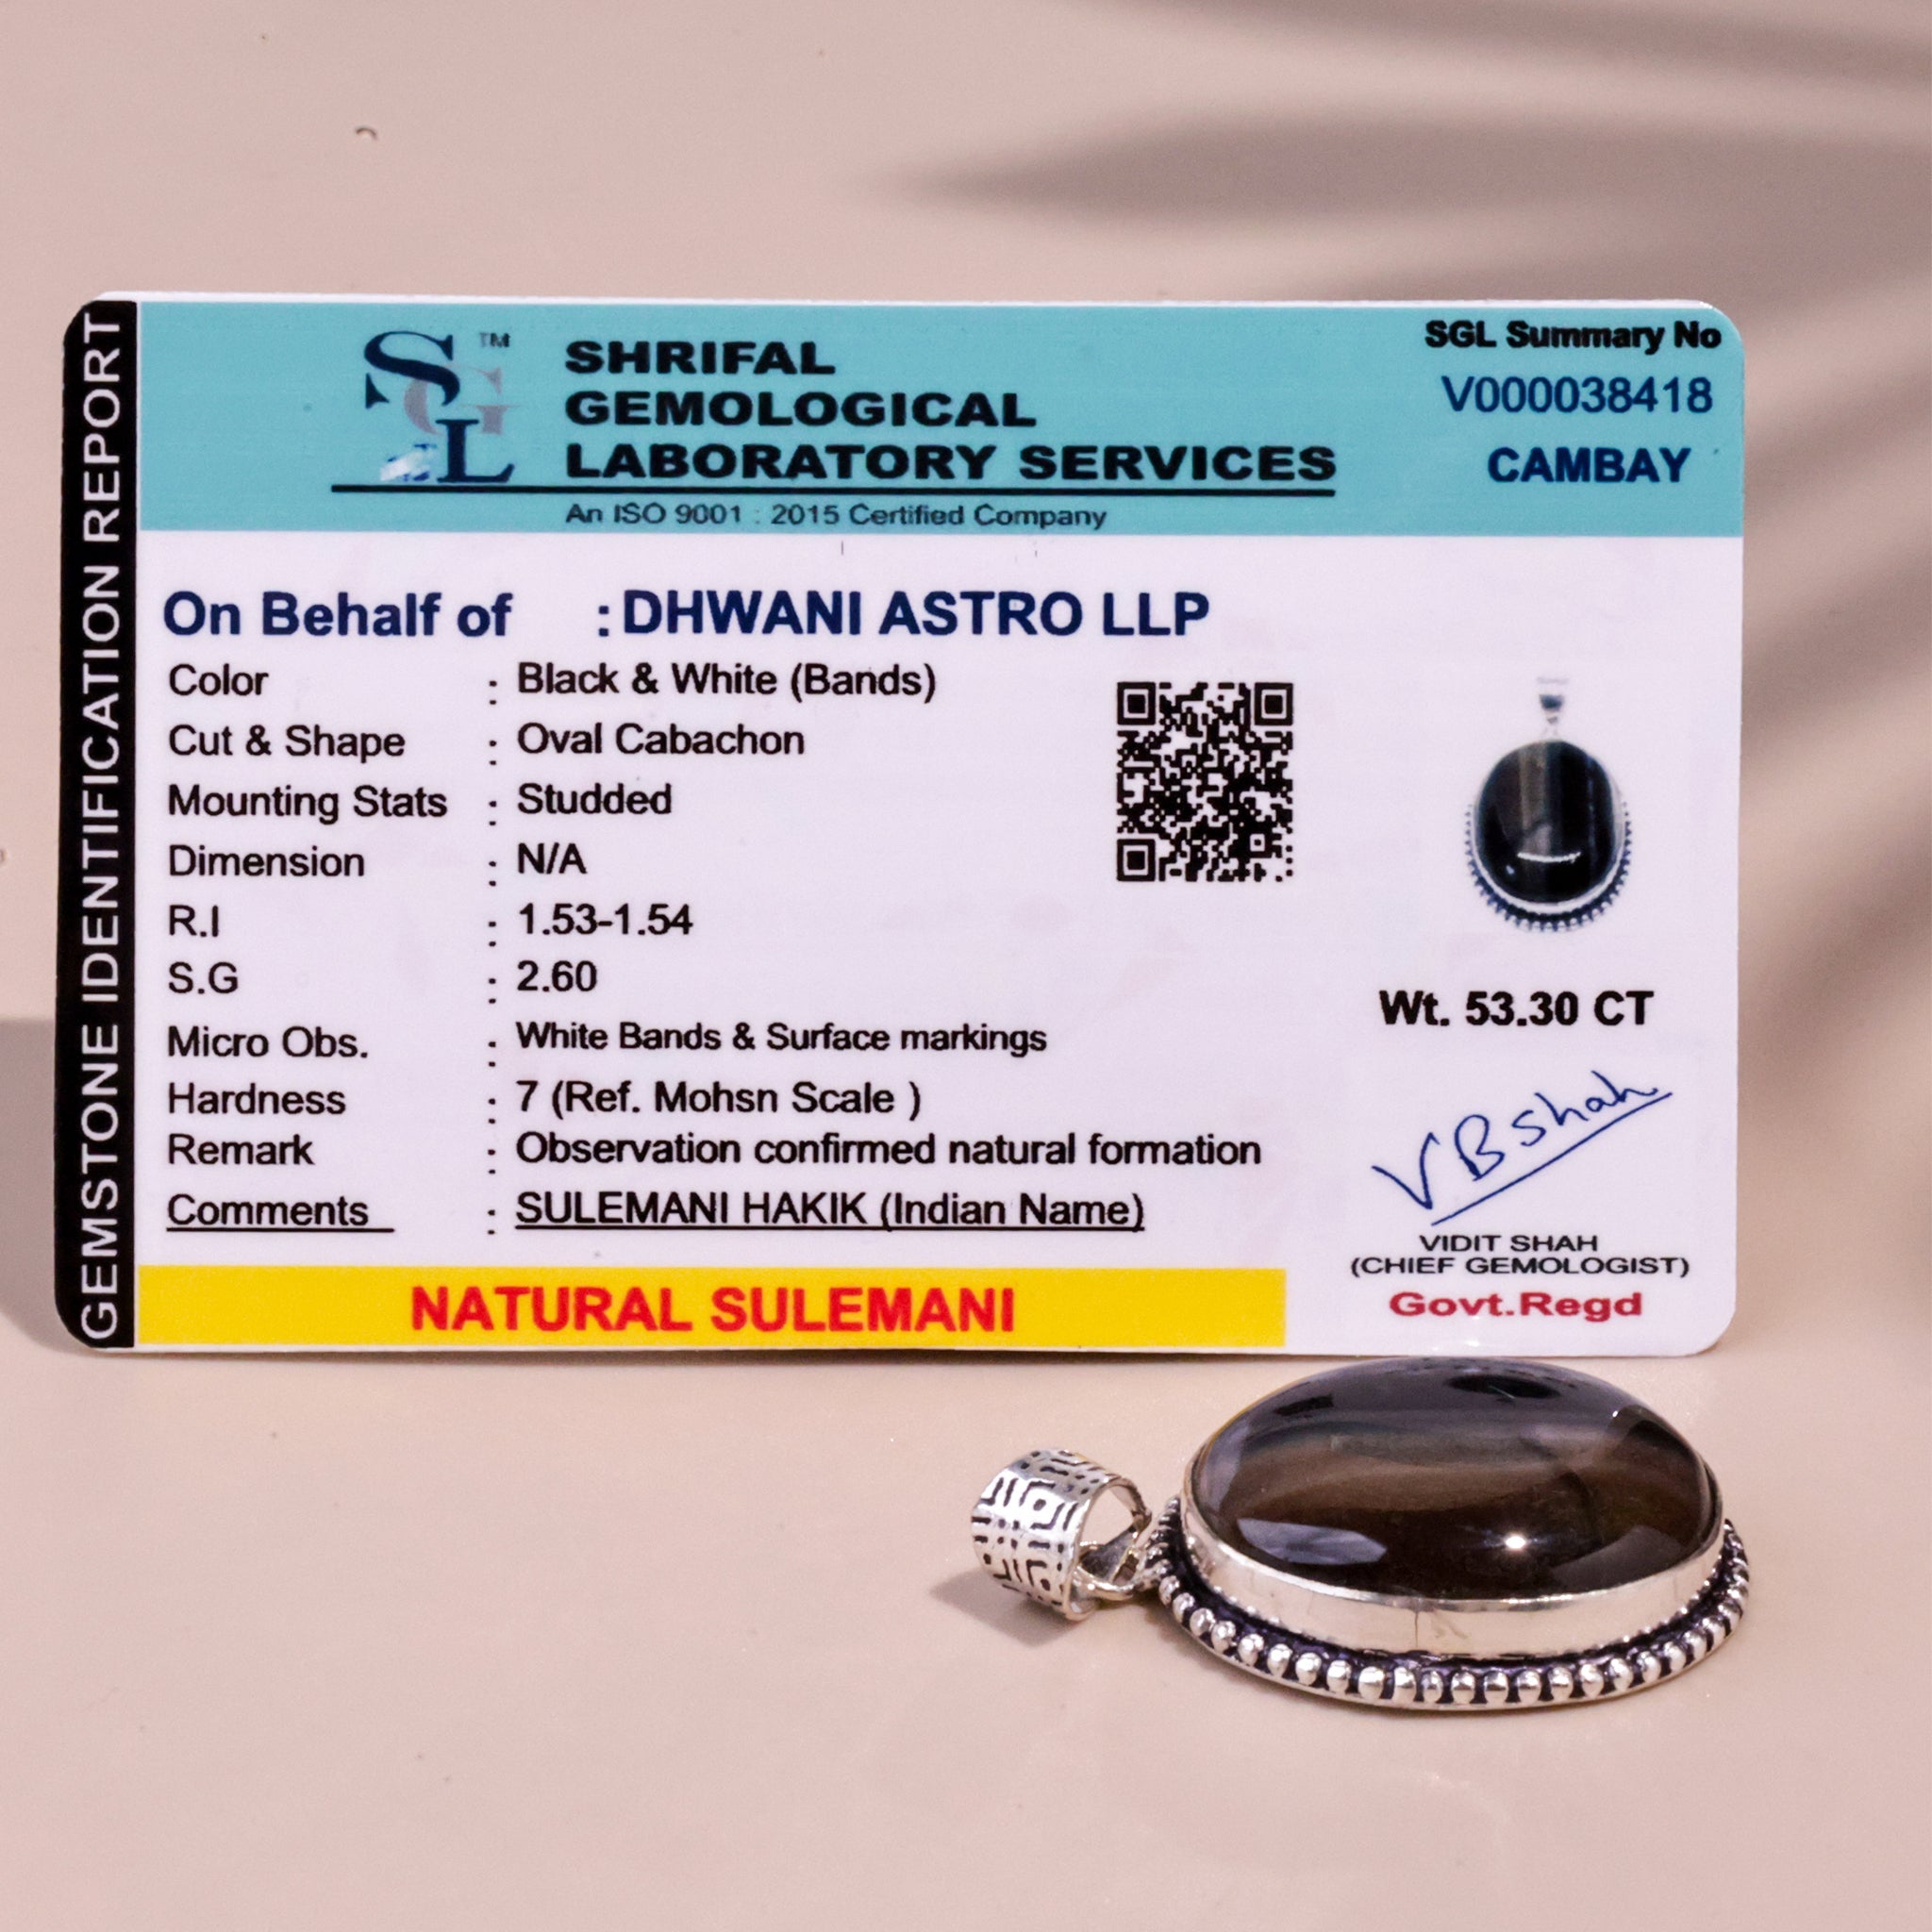 GEMSTONE IDENTIFICATION REPORT
SGL TM
SHRIFAL
GEMOLOGICAL
LABORATORY SERVICES
An ISO 9001 : 2015 Certified Company
SGL Summary No
V000038418
CAMBAY
On Behalf of : DHWANI ASTRO LLP
Color : Black & White (Bands)
Cut & Shape : Oval Cabachon
Mounting Stats : Studded
Dimension : N/A
R.I : 1.53-1.54
S.G : 2.60
Micro Obs. : White Bands & Surface markings
Hardness : 7 (Ref. Mohsn Scale )
Remark : Observation confirmed natural formation
Comments : SULEMANI HAKIK (Indian Name)
NATURAL SULEMANI
Wt. 53.30 CT
VBshah
VIDIT SHAH
(CHIEF GEMOLOGIST)
Govt.Regd